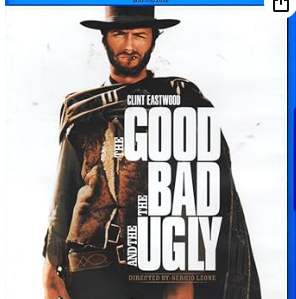 CLINT EASTWOOD
THE GOOD
THE BAD
AND THE UGLY
DIRECTED BY: SERGIO LEONE